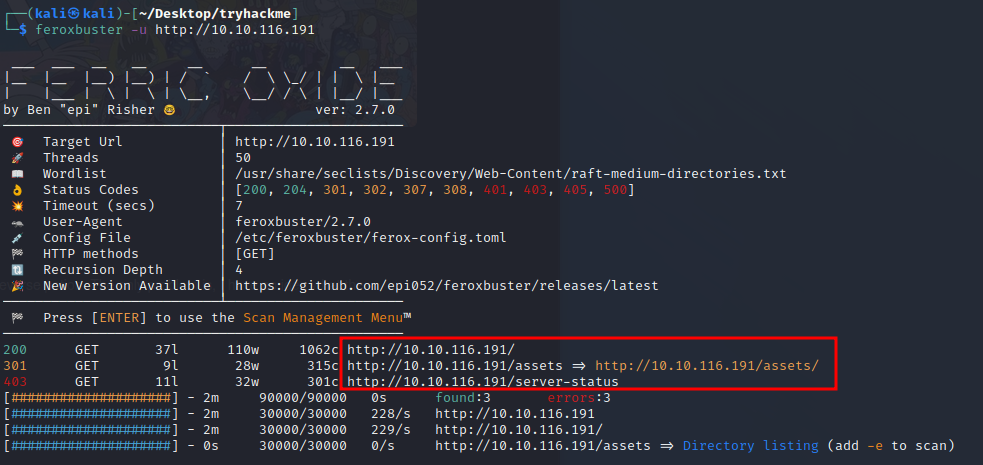 ┌──(kali㉿kali)-[~/Desktop/tryhackme]
└─$ feroxbuster -u http://10.10.116.191
FERRIC OXIDE
by Ben "epi" Risher 🤓 ver: 2.7.0
🎯 Target Url │ http://10.10.116.191
🚀 Threads │ 50
📖 Wordlist │ /usr/share/seclists/Discovery/Web-Content/raft-medium-directories.txt
👌 Status Codes │ [200, 204, 301, 302, 307, 308, 401, 403, 405, 500]
💥 Timeout (secs) │ 7
🦡 User-Agent │ feroxbuster/2.7.0
💉 Config File │ /etc/feroxbuster/ferox-config.toml
🏁 HTTP methods │ [GET]
🔃 Recursion Depth │ 4
🎉 New Version Available │ https://github.com/epi052/feroxbuster/releases/latest
🏁 Press [ENTER] to use the Scan Management Menu™
200 GET 37l 110w 1062c http://10.10.116.191/
301 GET 9l 28w 315c http://10.10.116.191/assets => http://10.10.116.191/assets/
403 GET 11l 32w 301c http://10.10.116.191/server-status
[####################] - 2m 90000/90000 0s found:3 errors:3
[####################] - 2m 30000/30000 228/s http://10.10.116.191
[####################] - 2m 30000/30000 229/s http://10.10.116.191/
[####################] - 0s 30000/30000 0/s http://10.10.116.191/assets => Directory listing (add -e to scan)